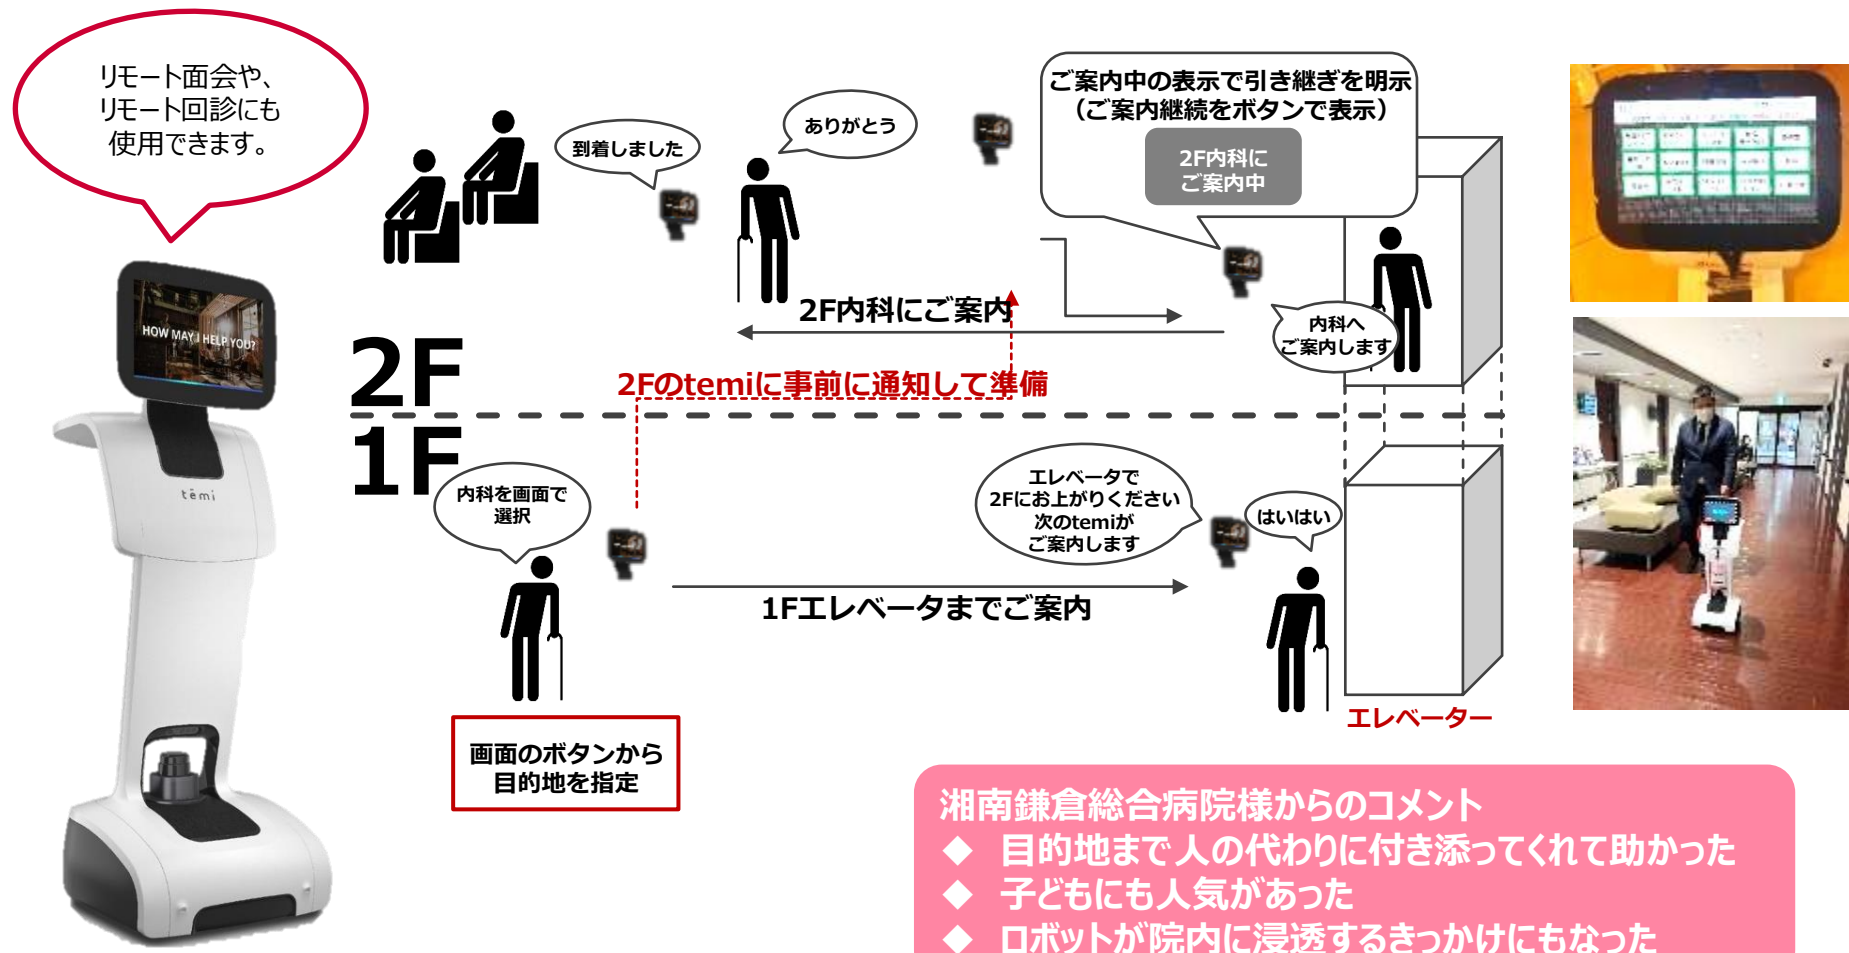 リモート面会や、
リモート回診にも
使用できます。
HOW MAY I HELP YOU?
temi
到着しました
ありがとう
ご案内中の表示で引き継ぎを明示
（ご案内継続をボタンで表示）
2F内科に
ご案内中
2F内科にご案内
内科へ
ご案内します
2F
2Fのtemiに事前に通知して準備
1F
内科を画面で
選択
エレベータで
2Fにお上がりください
次のtemiが
ご案内します
はいはい
1Fエレベータまでご案内
エレベーター
画面のボタンから
目的地を指定
湘南鎌倉総合病院様からのコメント
◆ 目的地まで人の代わりに付き添ってくれて助かった
◆ 子どもにも人気があった
◆ ロボットが院内に浸透するきっかけにもなった